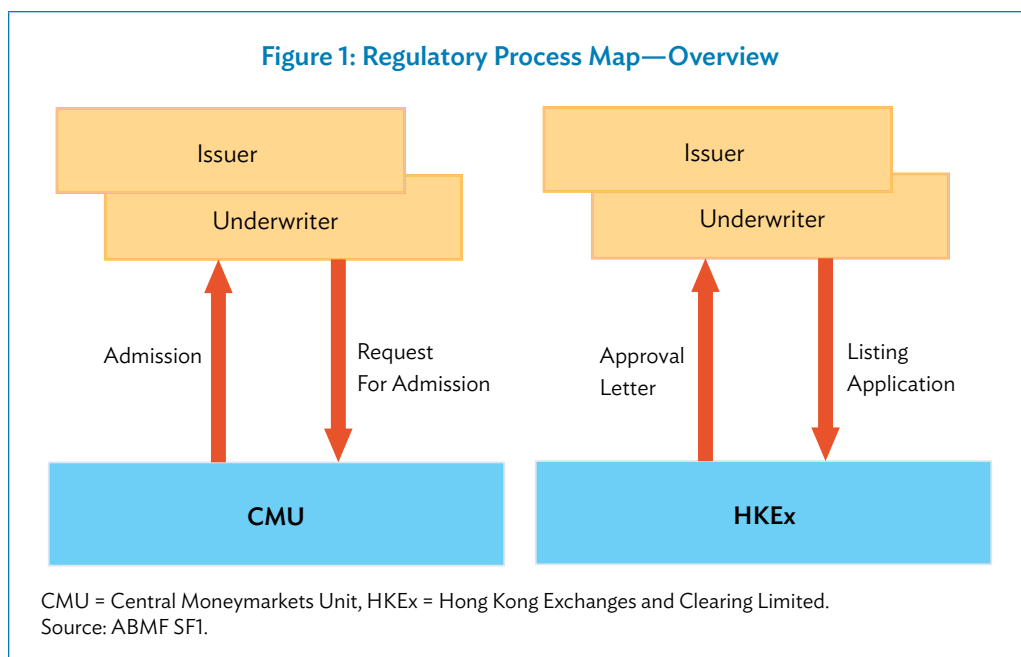 Figure 1: Regulatory Process Map—Overview
Issuer
Underwriter
Admission
Request
For Admission
CMU
Issuer
Underwriter
Approval
Letter
Listing
Application
HKEx
CMU = Central Moneymarkets Unit, HKEx = Hong Kong Exchanges and Clearing Limited.
Source: ABMF SF1.